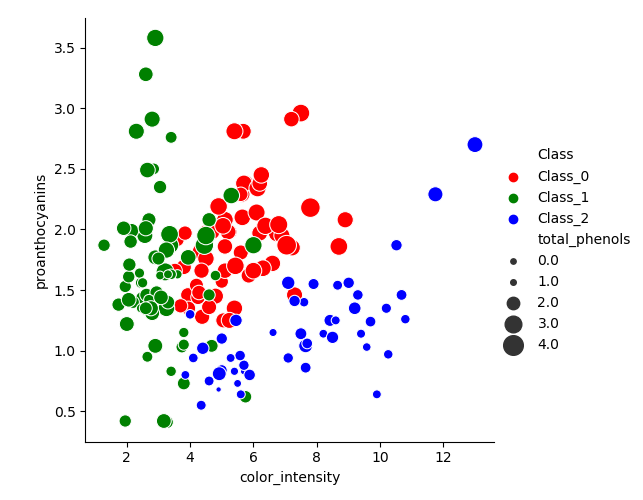 3.5
3.0
2.5
2.0
1.5
1.0
0.5
proanthocyanins
2 4 6 8 10 12
color_intensity
Class
Class_0
Class_1
Class_2
total_phenols
0.0
1.0
2.0
3.0
4.0